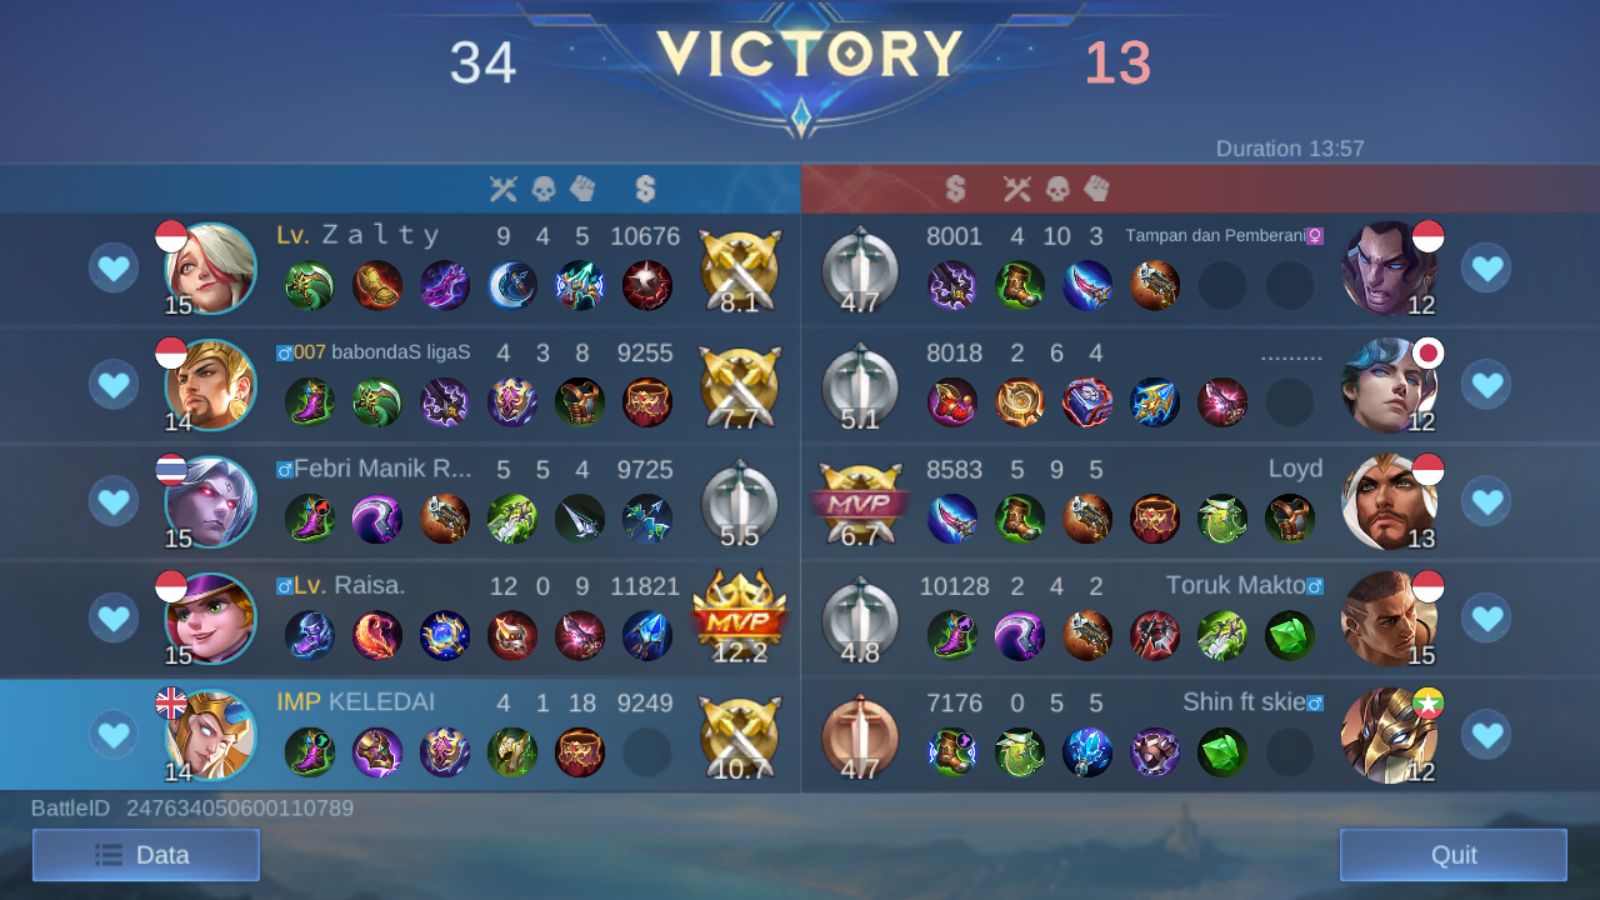 34 VICTORY 13
Duration 13:57
Lv. Z a l t y 9 4 5 10676
15 8.1
007 babondaS ligaS 4 3 8 9255
14 7.7
Febri Manik R... 5 5 4 9725
15 5.5
Lv. Raisa. 12 0 9 11821
MVP
15 12.2
IMP KELEDAI 4 1 18 9249
14 10.7
8001 4 10 3 Tampan dan Pemberani
4.7 12
8018 2 6 4 .........
5.1 12
8583 5 9 5 Loyd
MVP
6.7 13
10128 2 4 2 Toruk Makto
4.8 15
7176 0 5 5 Shin ft skie
4.7 12
BattleID 247634050600110789
Data Quit